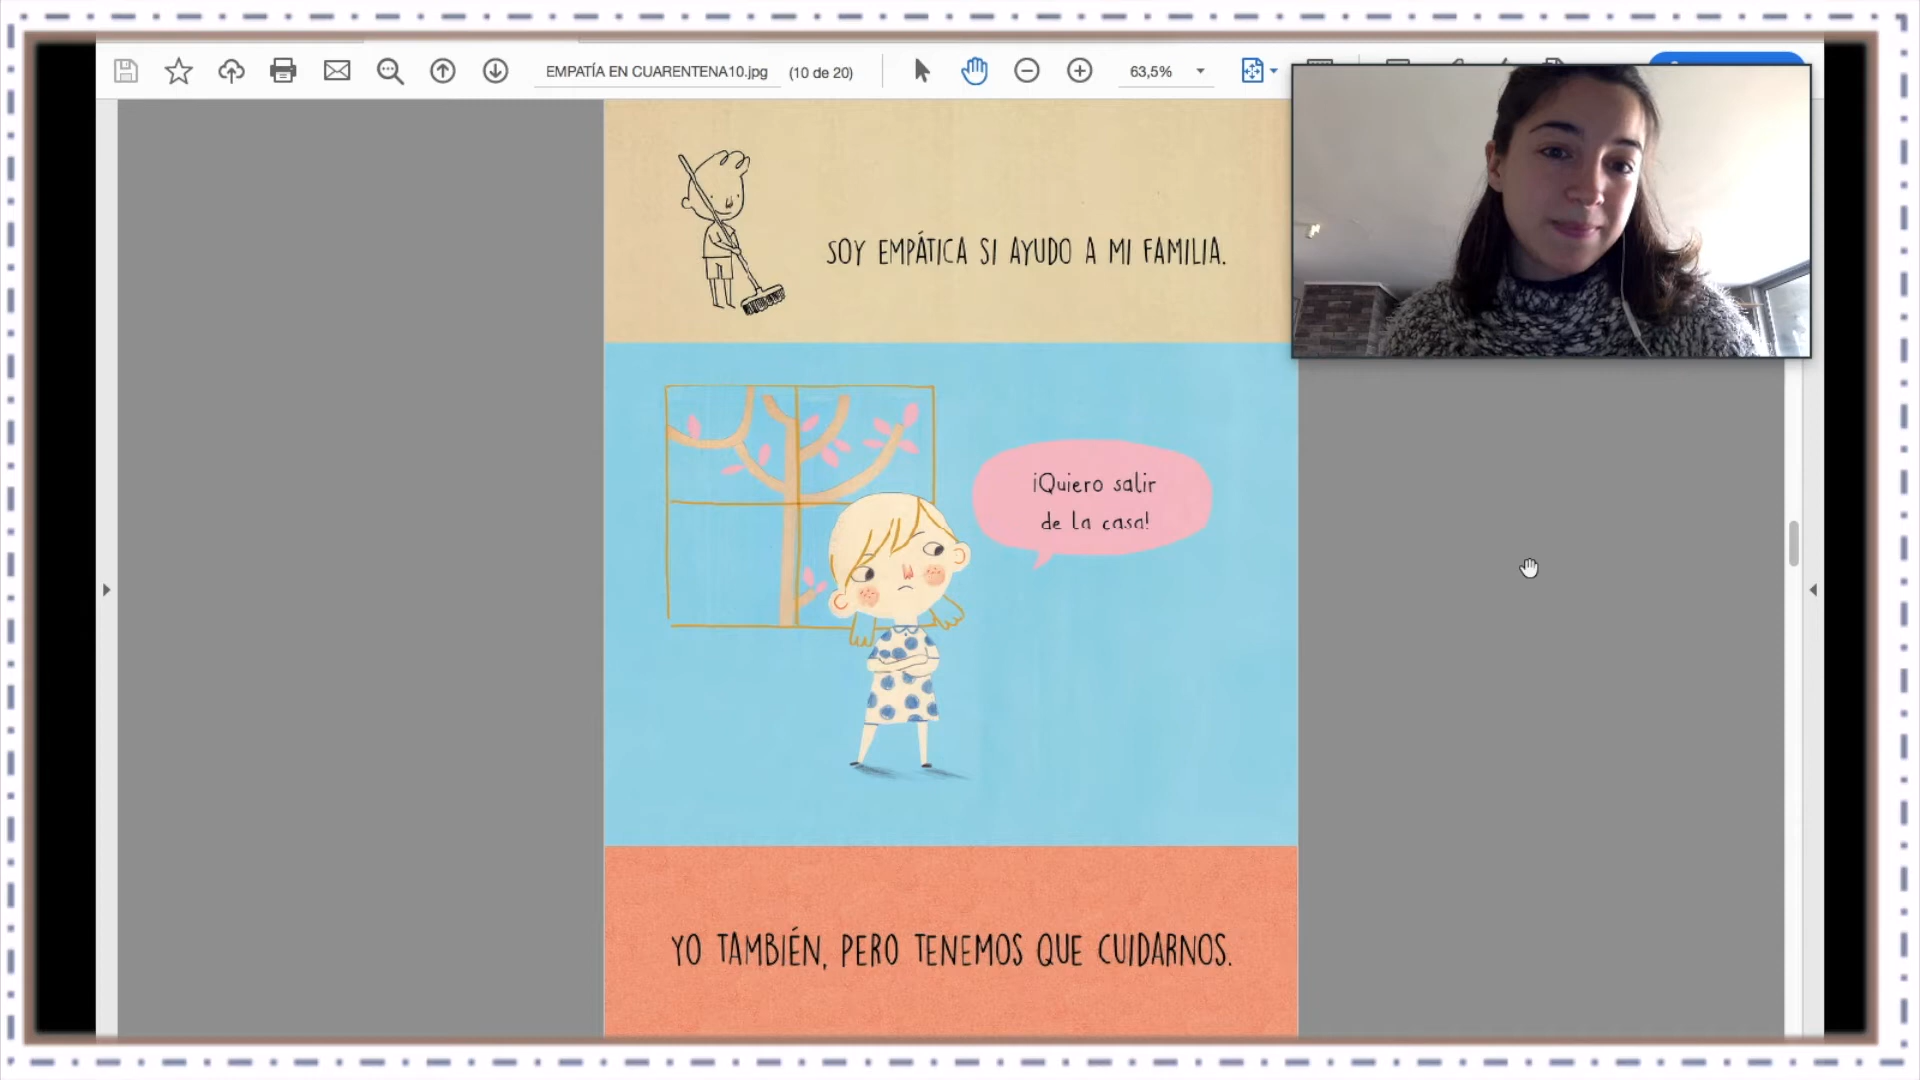 EMPATÍA EN CUARENTENA10.jpg (10 de 20) 63,5%
SOY EMPÁTICA SI AYUDO A MI FAMILIA.
¡Quiero salir
de la casa!
YO TAMBIÉN, PERO TENEMOS QUE CUIDARNOS.